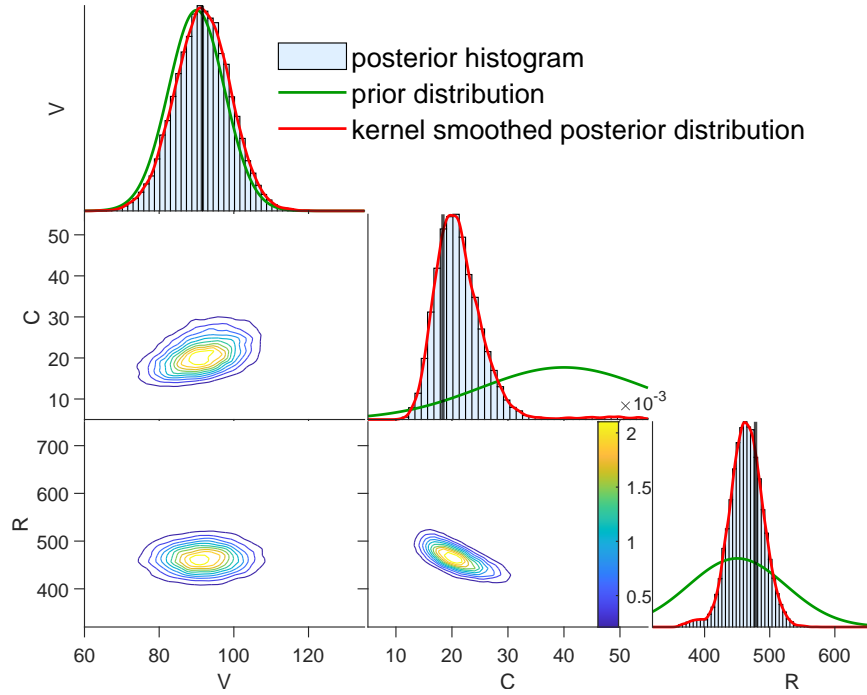 posterior histogram
prior distribution
kernel smoothed posterior distribution
V
50
40
30
20
10
C
×10⁻³
2
1.5
1
0.5
700
600
500
400
R
60 80 100 120
V
10 20 30 40 50
C
400 500 600
R